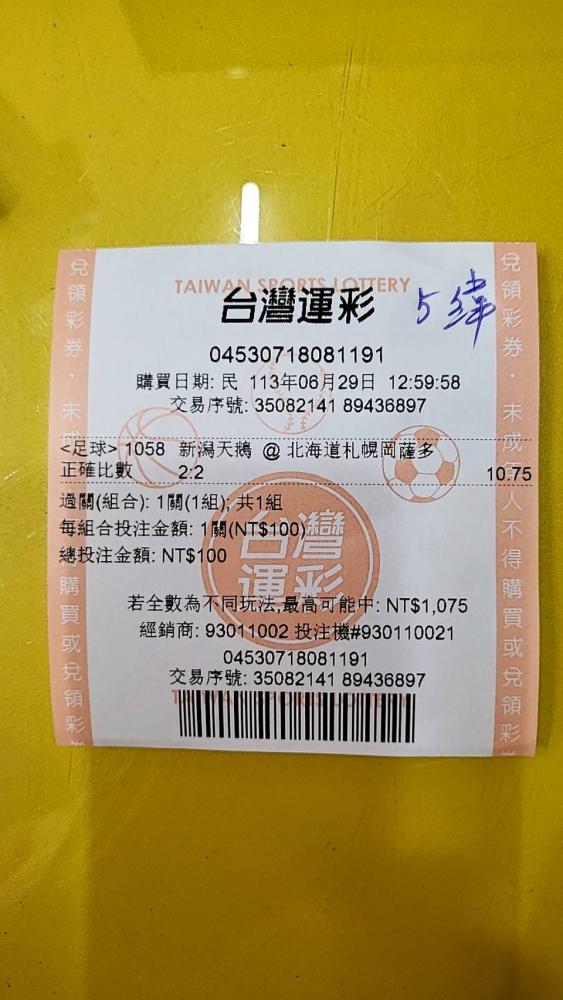 TAIWAN SPORTS LOTTERY
台灣運彩
5緯
04530718081191
購買日期: 民 113年06月29日 12:59:58
交易序號: 35082141 89436897
<足球> 1058 新潟天鵝 @ 北海道札幌岡薩多
正確比數 2:2 10.75
過關(組合): 1關(1組); 共1組
每組合投注金額: 1關(NT$100)
總投注金額: NT$100
台灣運彩
若全數為不同玩法,最高可能中: NT$1,075
經銷商: 93011002 投注機#930110021
04530718081191
交易序號: 35082141 89436897
TAIWAN SPORTS LOTTERY
兌領彩券・未
購買或兌領彩
兌領彩券・未成年人不得購買或兌領彩券